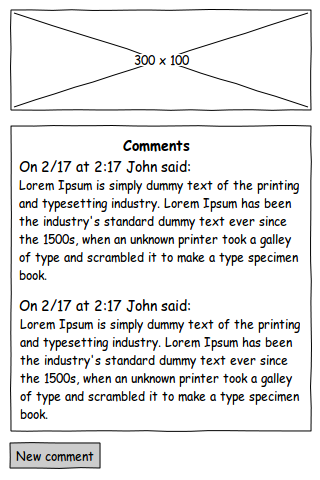 300 x 100
Comments
On 2/17 at 2:17 John said:
Lorem Ipsum is simply dummy text of the printing
and typesetting industry. Lorem Ipsum has been
the industry's standard dummy text ever since
the 1500s, when an unknown printer took a galley
of type and scrambled it to make a type specimen
book.
On 2/17 at 2:17 John said:
Lorem Ipsum is simply dummy text of the printing
and typesetting industry. Lorem Ipsum has been
the industry's standard dummy text ever since
the 1500s, when an unknown printer took a galley
of type and scrambled it to make a type specimen
book.
New comment